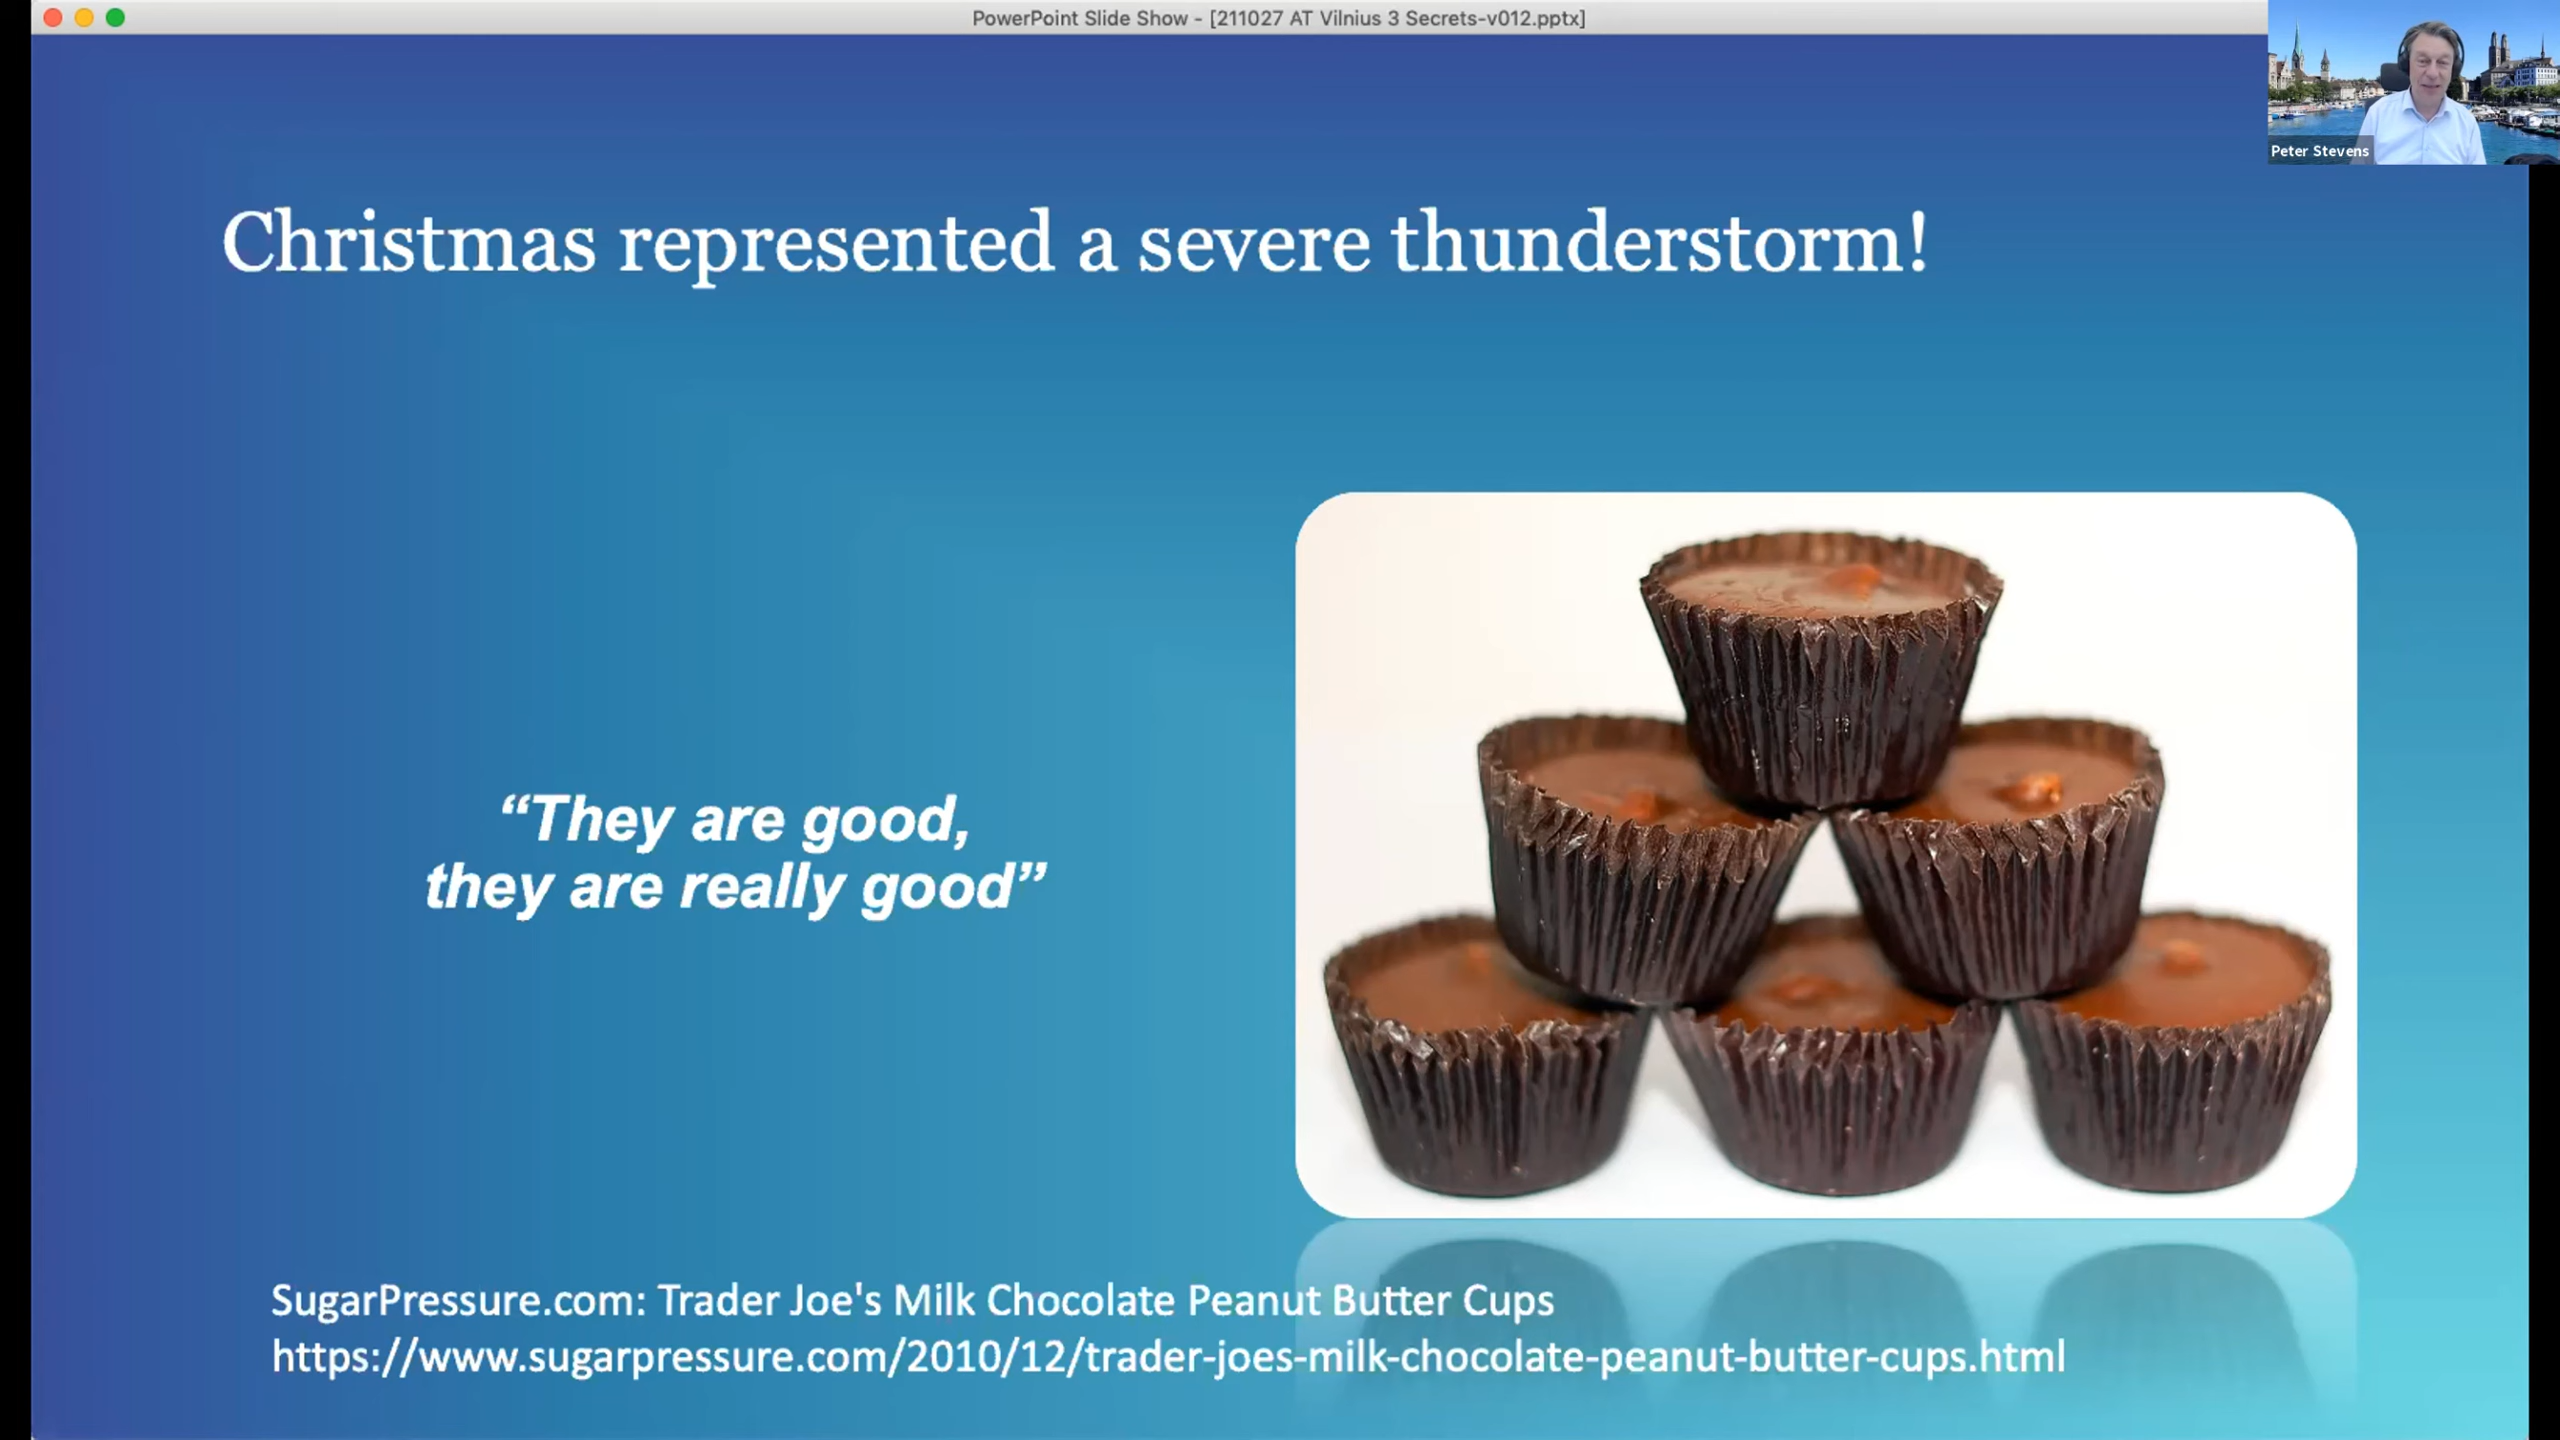 PowerPoint Slide Show - [211027 AT Vilnius 3 Secrets-v012.pptx]
Peter Stevens
Christmas represented a severe thunderstorm!
“They are good,
they are really good”
SugarPressure.com: Trader Joe's Milk Chocolate Peanut Butter Cups
https://www.sugarpressure.com/2010/12/trader-joes-milk-chocolate-peanut-butter-cups.html